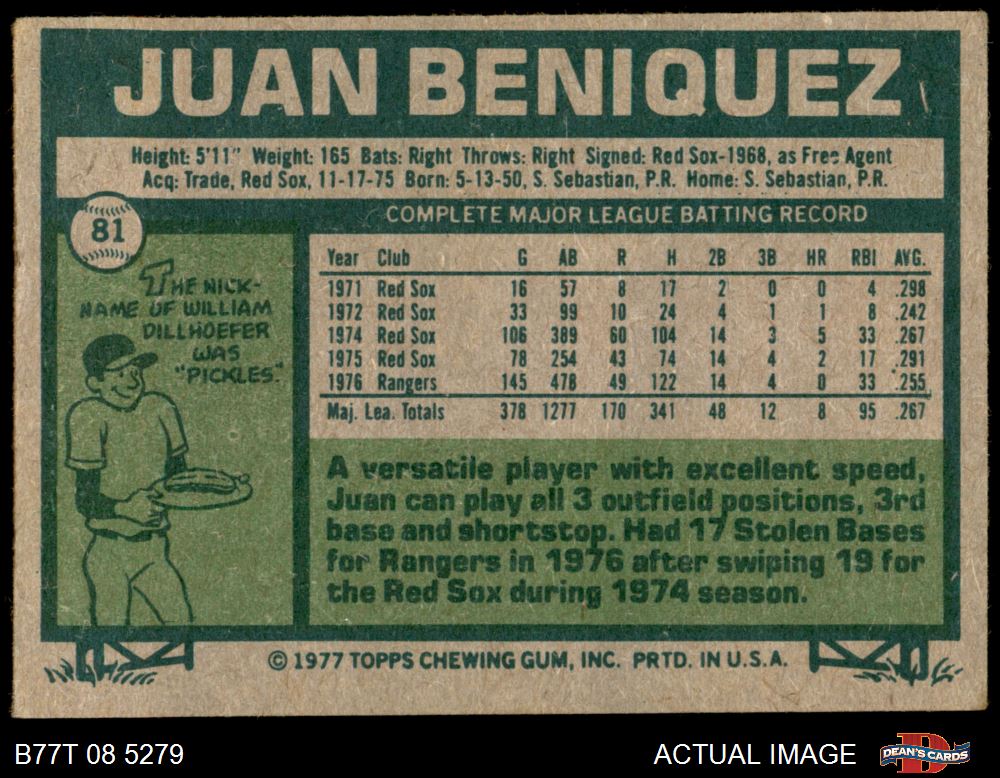 JUAN BENIQUEZ
Height: 5'11" Weight: 165 Bats: Right Throws: Right Signed: Red Sox-1968, as Free Agent
Acq: Trade, Red Sox, 11-17-75 Born: 5-13-50, S. Sebastian, P.R. Home: S. Sebastian, P.R.
81
COMPLETE MAJOR LEAGUE BATTING RECORD
THE NICK-
NAME OF WILLIAM
DILLHOEFER
WAS
"PICKLES."
Year Club G AB R H 2B 3B HR RBI AVG.
1971 Red Sox 16 57 8 17 2 0 0 4 .298
1972 Red Sox 33 99 10 24 4 1 1 8 .242
1974 Red Sox 106 389 60 104 14 3 5 33 .267
1975 Red Sox 78 254 43 74 14 4 2 17 .291
1976 Rangers 145 478 49 122 14 4 0 33 .255
Maj. Lea. Totals 378 1277 170 341 48 12 8 95 .267
A versatile player with excellent speed,
Juan can play all 3 outfield positions, 3rd
base and shortstop. Had 17 Stolen Bases
for Rangers in 1976 after swiping 19 for
the Red Sox during 1974 season.
© 1977 TOPPS CHEWING GUM, INC. PRTD. IN U.S.A.
B77T 08 5279
ACTUAL IMAGE
DEAN'S CARDS